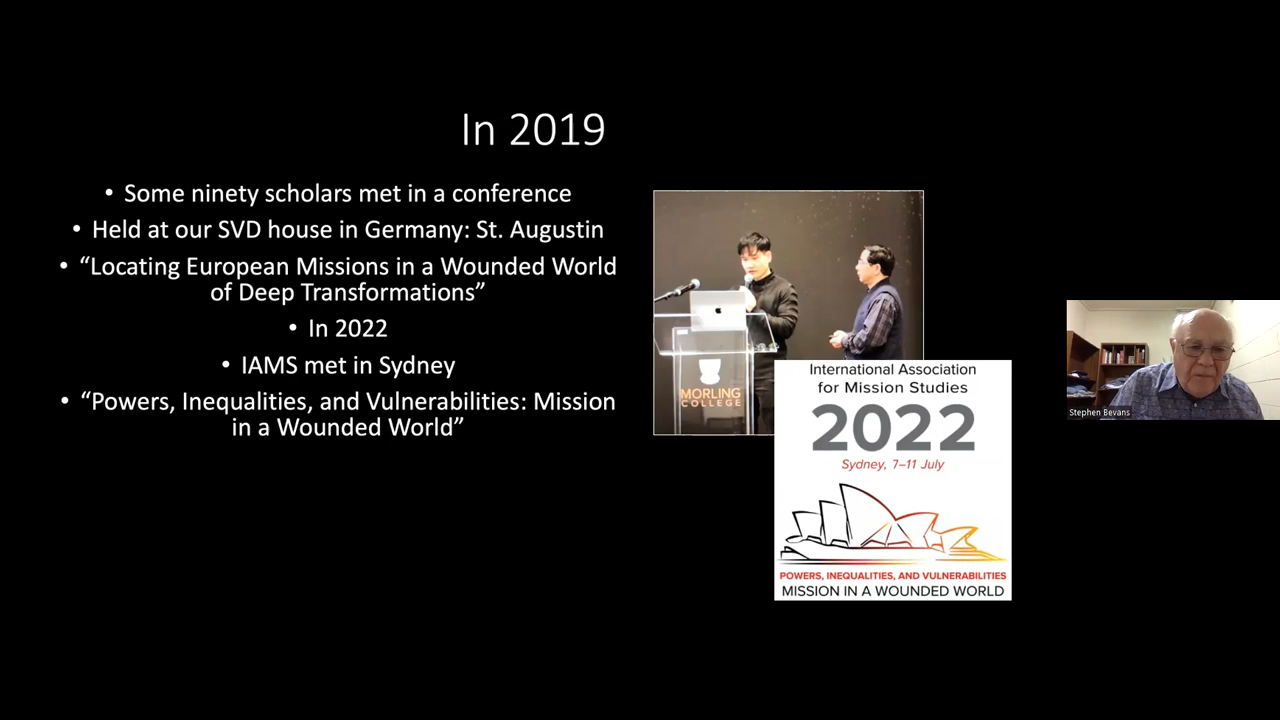 In 2019
• Some ninety scholars met in a conference
• Held at our SVD house in Germany: St. Augustin
• “Locating European Missions in a Wounded World
of Deep Transformations”
• In 2022
• IAMS met in Sydney
• “Powers, Inequalities, and Vulnerabilities: Mission
in a Wounded World”
MORLING
COLLEGE
International Association
for Mission Studies
2022
Sydney, 7–11 July
POWERS, INEQUALITIES, AND VULNERABILITIES
MISSION IN A WOUNDED WORLD
Stephen Bevans